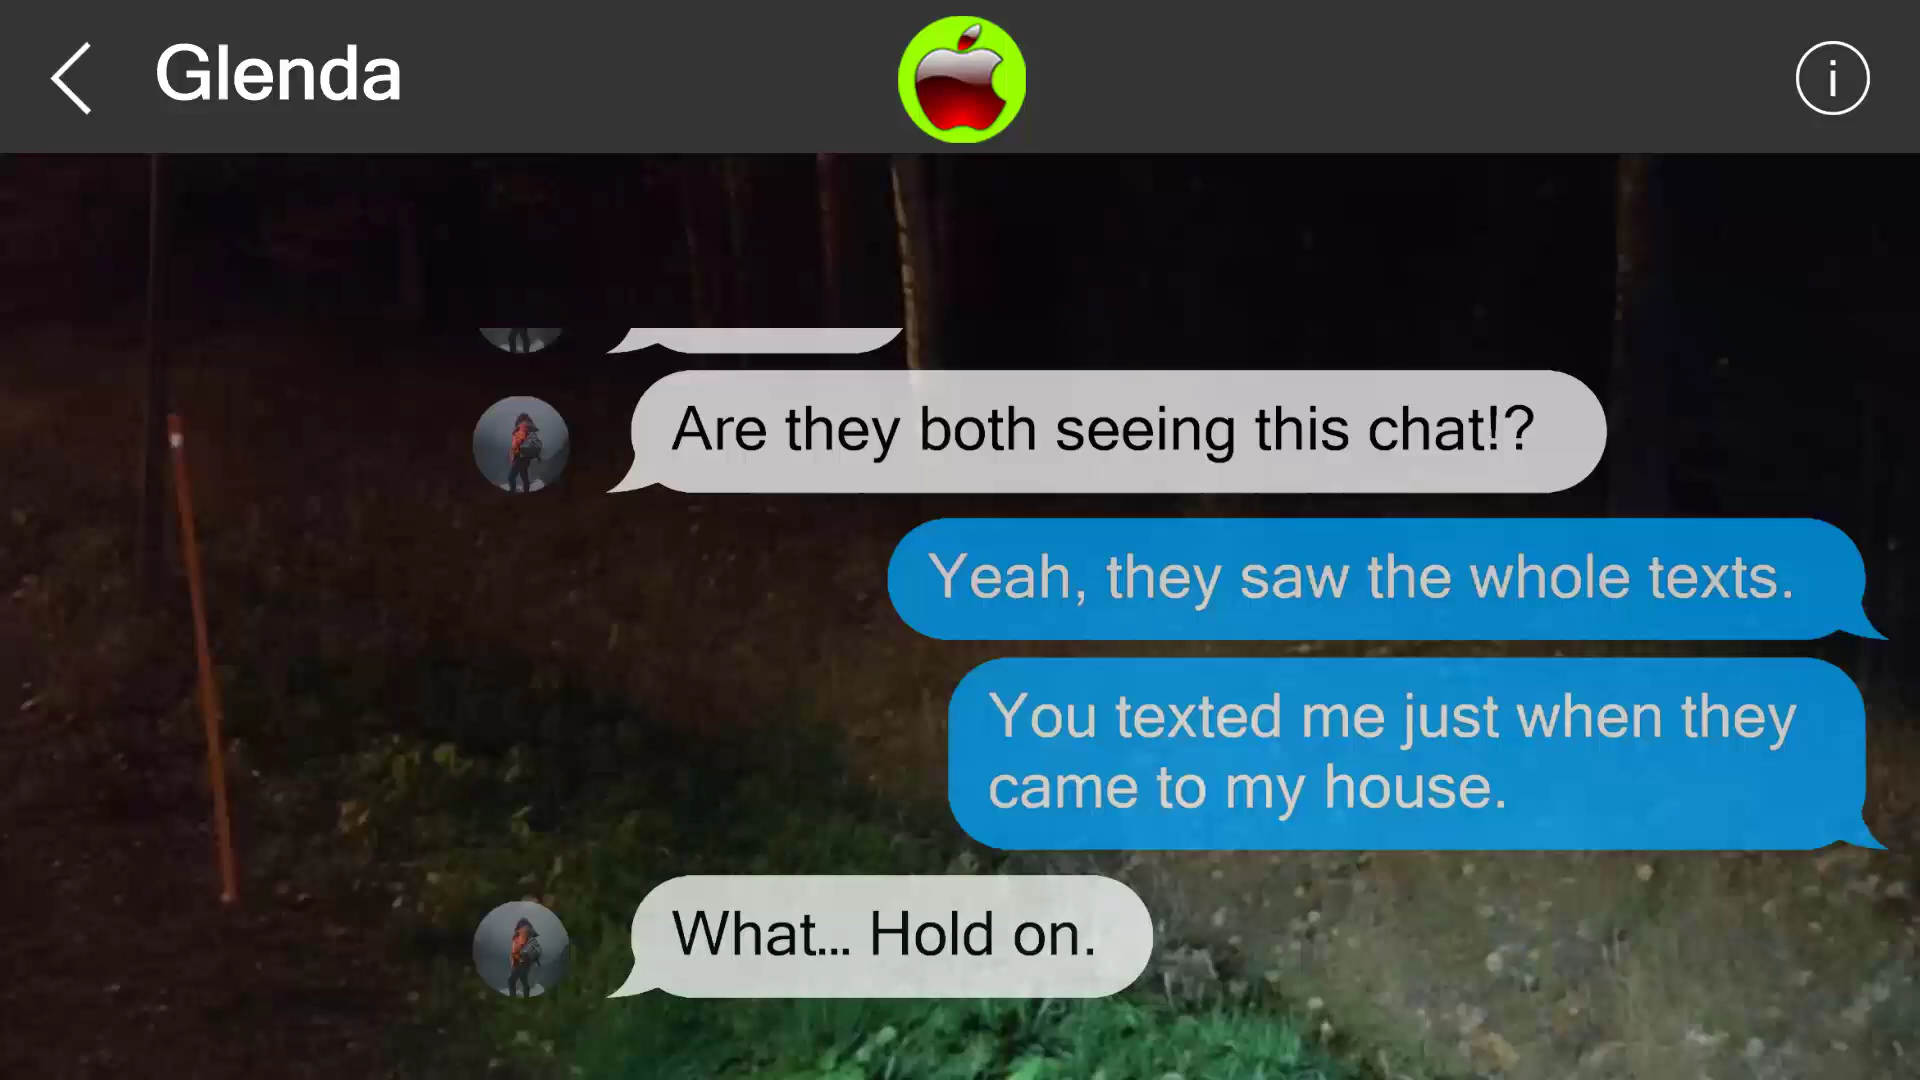 Glenda
i
Are they both seeing this chat!?
Yeah, they saw the whole texts.
You texted me just when they
came to my house.
What... Hold on.